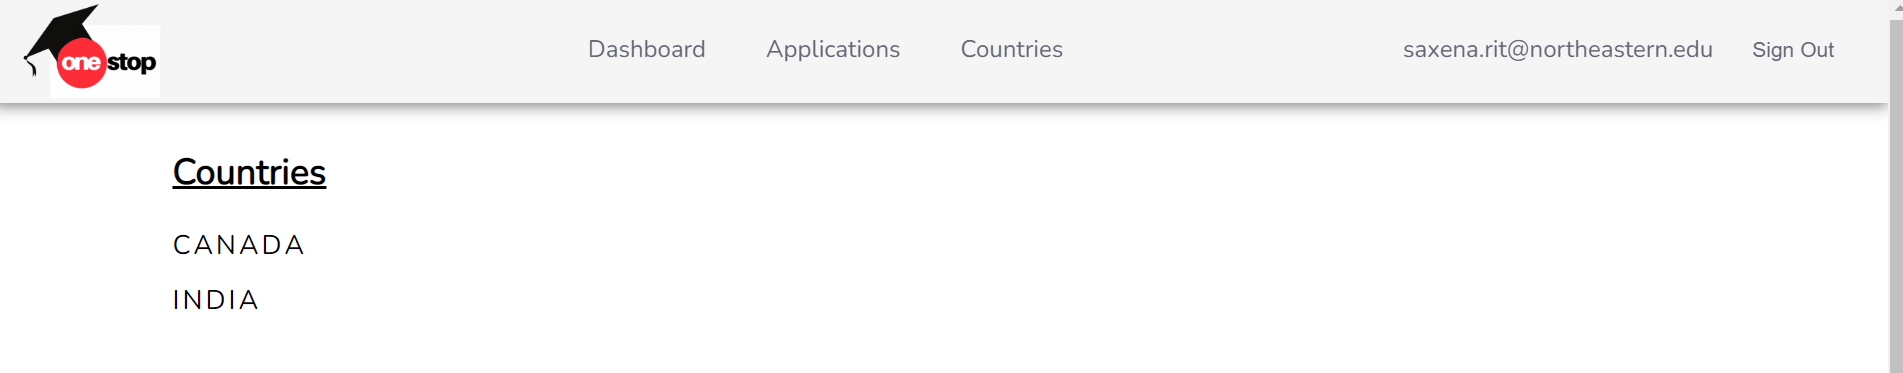 one stop
Dashboard Applications Countries saxena.rit@northeastern.edu Sign Out
Countries
CANADA
INDIA